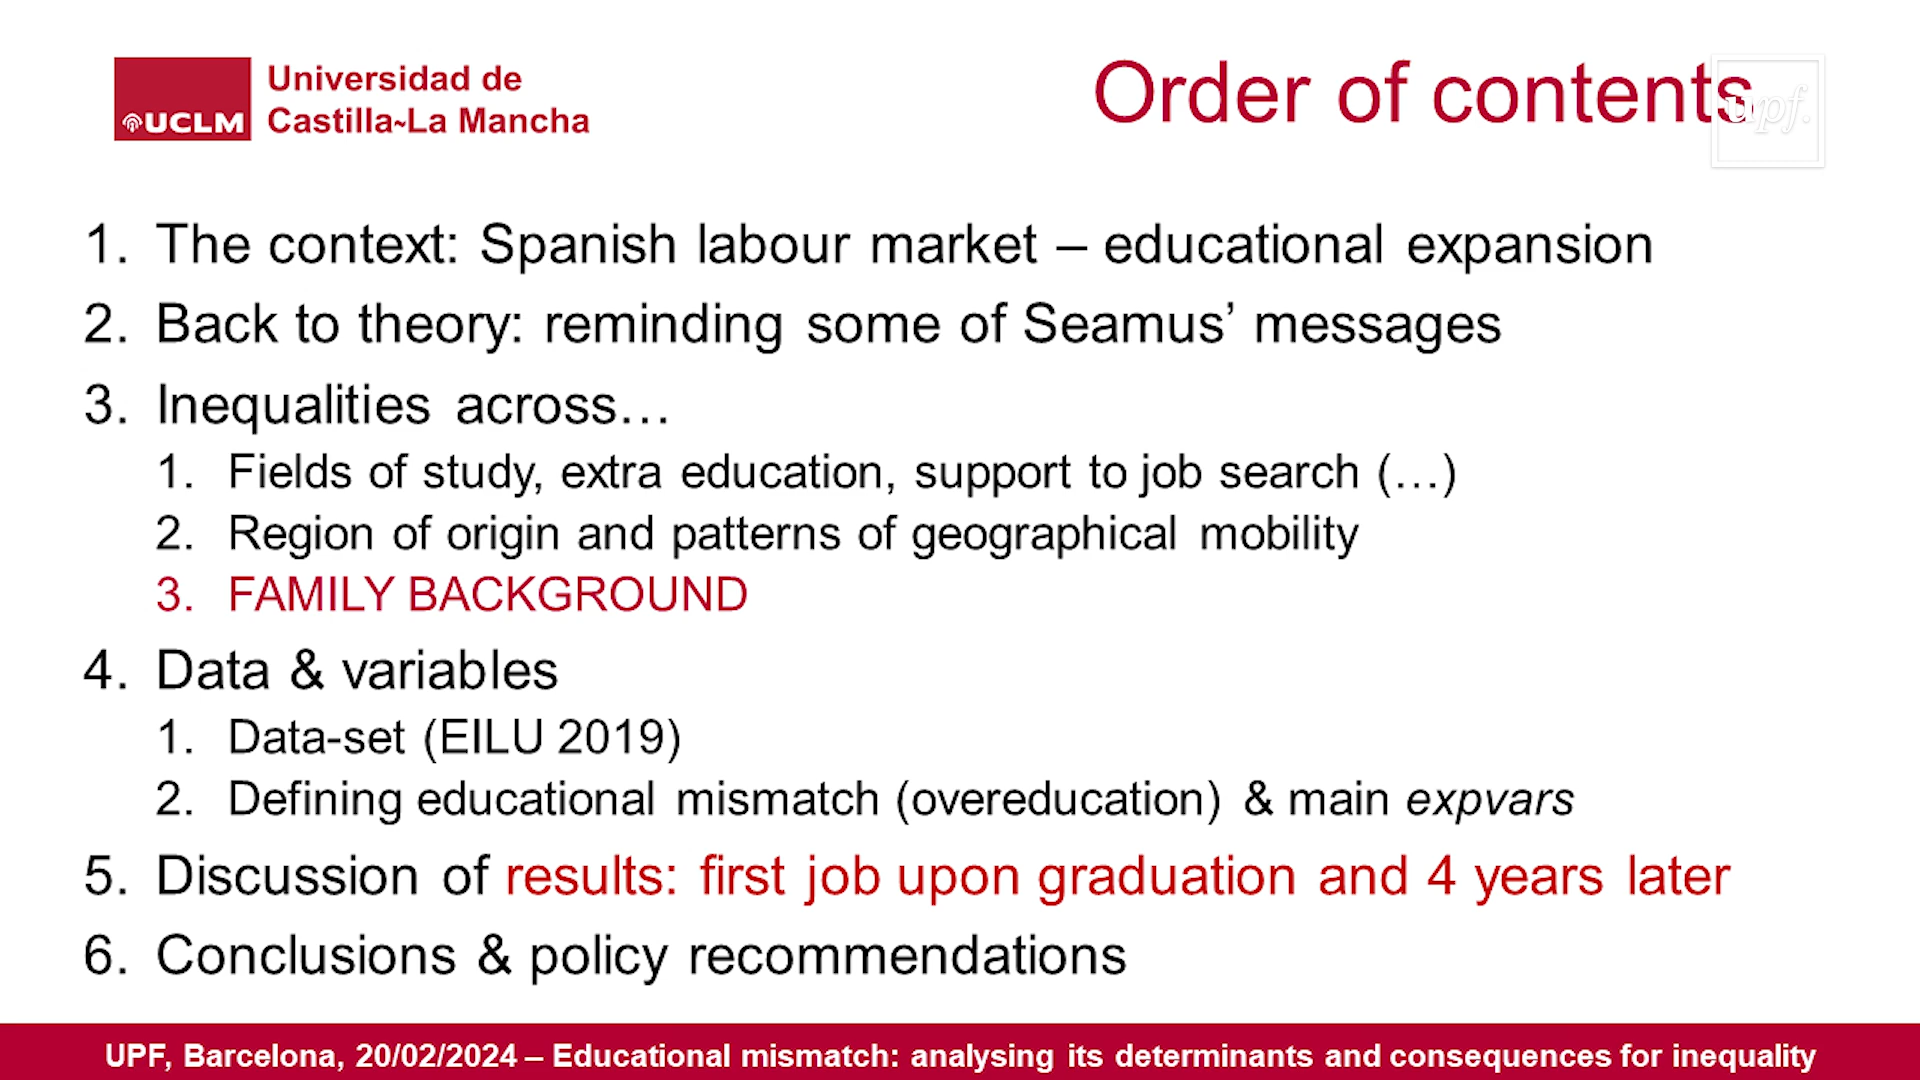 UCLM
Universidad de
Castilla~La Mancha
Order of contents
upf.
1. The context: Spanish labour market – educational expansion
2. Back to theory: reminding some of Seamus’ messages
3. Inequalities across…
1. Fields of study, extra education, support to job search (…)
2. Region of origin and patterns of geographical mobility
3. FAMILY BACKGROUND
4. Data & variables
1. Data-set (EILU 2019)
2. Defining educational mismatch (overeducation) & main expvars
5. Discussion of results: first job upon graduation and 4 years later
6. Conclusions & policy recommendations
UPF, Barcelona, 20/02/2024 – Educational mismatch: analysing its determinants and consequences for inequality